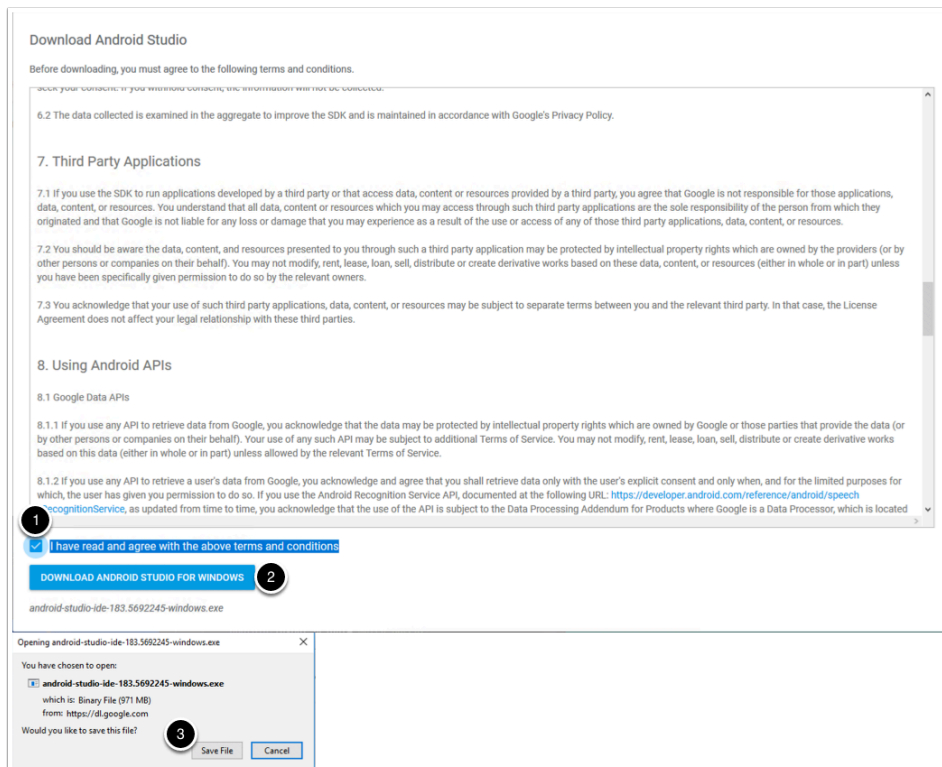 Download Android Studio
Before downloading, you must agree to the following terms and conditions.
seek your consent. If you withhold consent, the information will not be collected.
6.2 The data collected is examined in the aggregate to improve the SDK and is maintained in accordance with Google's Privacy Policy.
7. Third Party Applications
7.1 If you use the SDK to run applications developed by a third party or that access data, content or resources provided by a third party, you agree that Google is not responsible for those applications,
data, content, or resources. You understand that all data, content or resources which you may access through such third party applications are the sole responsibility of the person from which they
originated and that Google is not liable for any loss or damage that you may experience as a result of the use or access of any of those third party applications, data, content, or resources.
7.2 You should be aware the data, content, and resources presented to you through such a third party application may be protected by intellectual property rights which are owned by the providers (or by
other persons or companies on their behalf). You may not modify, rent, lease, loan, sell, distribute or create derivative works based on these data, content, or resources (either in whole or in part) unless
you have been specifically given permission to do so by the relevant owners.
7.3 You acknowledge that your use of such third party applications, data, content, or resources may be subject to separate terms between you and the relevant third party. In that case, the License
Agreement does not affect your legal relationship with these third parties.
8. Using Android APIs
8.1 Google Data APIs
8.1.1 If you use any API to retrieve data from Google, you acknowledge that the data may be protected by intellectual property rights which are owned by Google or those parties that provide the data (or
by other persons or companies on their behalf). Your use of any such API may be subject to additional Terms of Service. You may not modify, rent, lease, loan, sell, distribute or create derivative works
based on this data (either in whole or in part) unless allowed by the relevant Terms of Service.
8.1.2 If you use any API to retrieve a user's data from Google, you acknowledge and agree that you shall retrieve data only with the user's explicit consent and only when, and for the limited purposes for
which, the user has given you permission to do so. If you use the Android Recognition Service API, documented at the following URL: https://developer.android.com/reference/android/speech
RecognitionService, as updated from time to time, you acknowledge that the use of the API is subject to the Data Processing Addendum for Products where Google is a Data Processor, which is located
1
I have read and agree with the above terms and conditions
DOWNLOAD ANDROID STUDIO FOR WINDOWS 2
android-studio-ide-183.5692245-windows.exe
Opening android-studio-ide-183.5692245-windows.exe
You have chosen to open:
android-studio-ide-183.5692245-windows.exe
which is: Binary File (971 MB)
from: https://dl.google.com
Would you like to save this file?
3
Save File Cancel